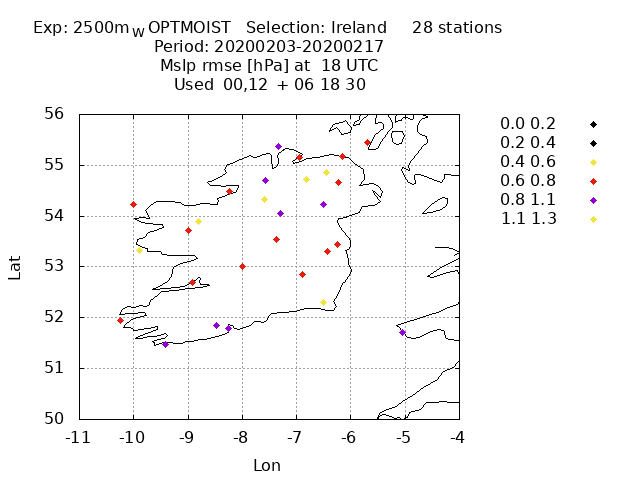 Exp: 2500m w OPTMOIST Selection: Ireland 28 stations
Period: 20200203-20200217
Mslp rmse [hPa] at 18 UTC
Used 00,12 + 06 18 30
56
55
54
53
52
51
50
Lat
-11 -10 -9 -8 -7 -6 -5 -4
Lon
0.0 0.2
0.2 0.4
0.4 0.6
0.6 0.8
0.8 1.1
1.1 1.3